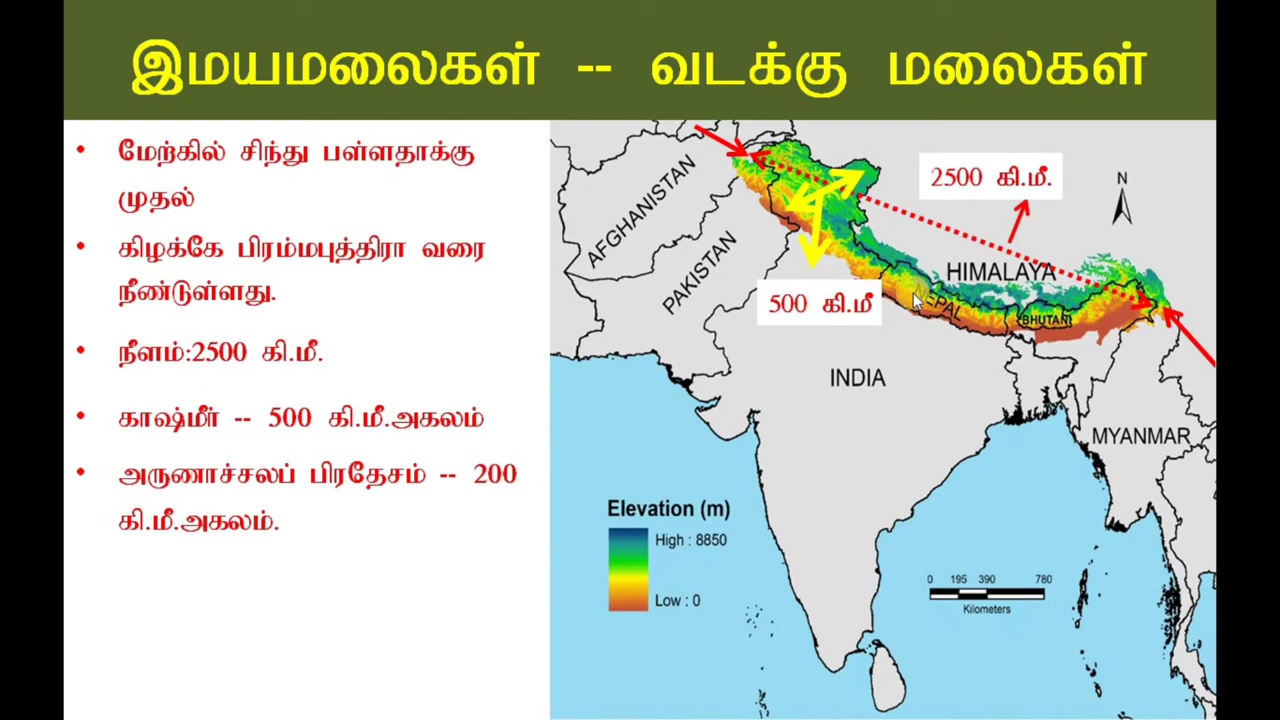 இமயமலைகள் -- வடக்கு மலைகள்
• மேற்கில் சிந்து பள்ளதாக்கு
முதல்
• கிழக்கே பிரம்மபுத்திரா வரை
நீண்டுள்ளது.
• நீளம்:2500 கி.மீ.
• காஷ்மீர் -- 500 கி.மீ.அகலம்
• அருணாச்சலப் பிரதேசம் -- 200
கி.மீ.அகலம்.
2500 கி.மீ.
N
AFGHANISTAN
PAKISTAN
HIMALAYA
500 கி.மீ
NEPAL
BHUTAN
INDIA
MYANMAR
Elevation (m)
High : 8850
Low : 0
0 195 390 780
Kilometers